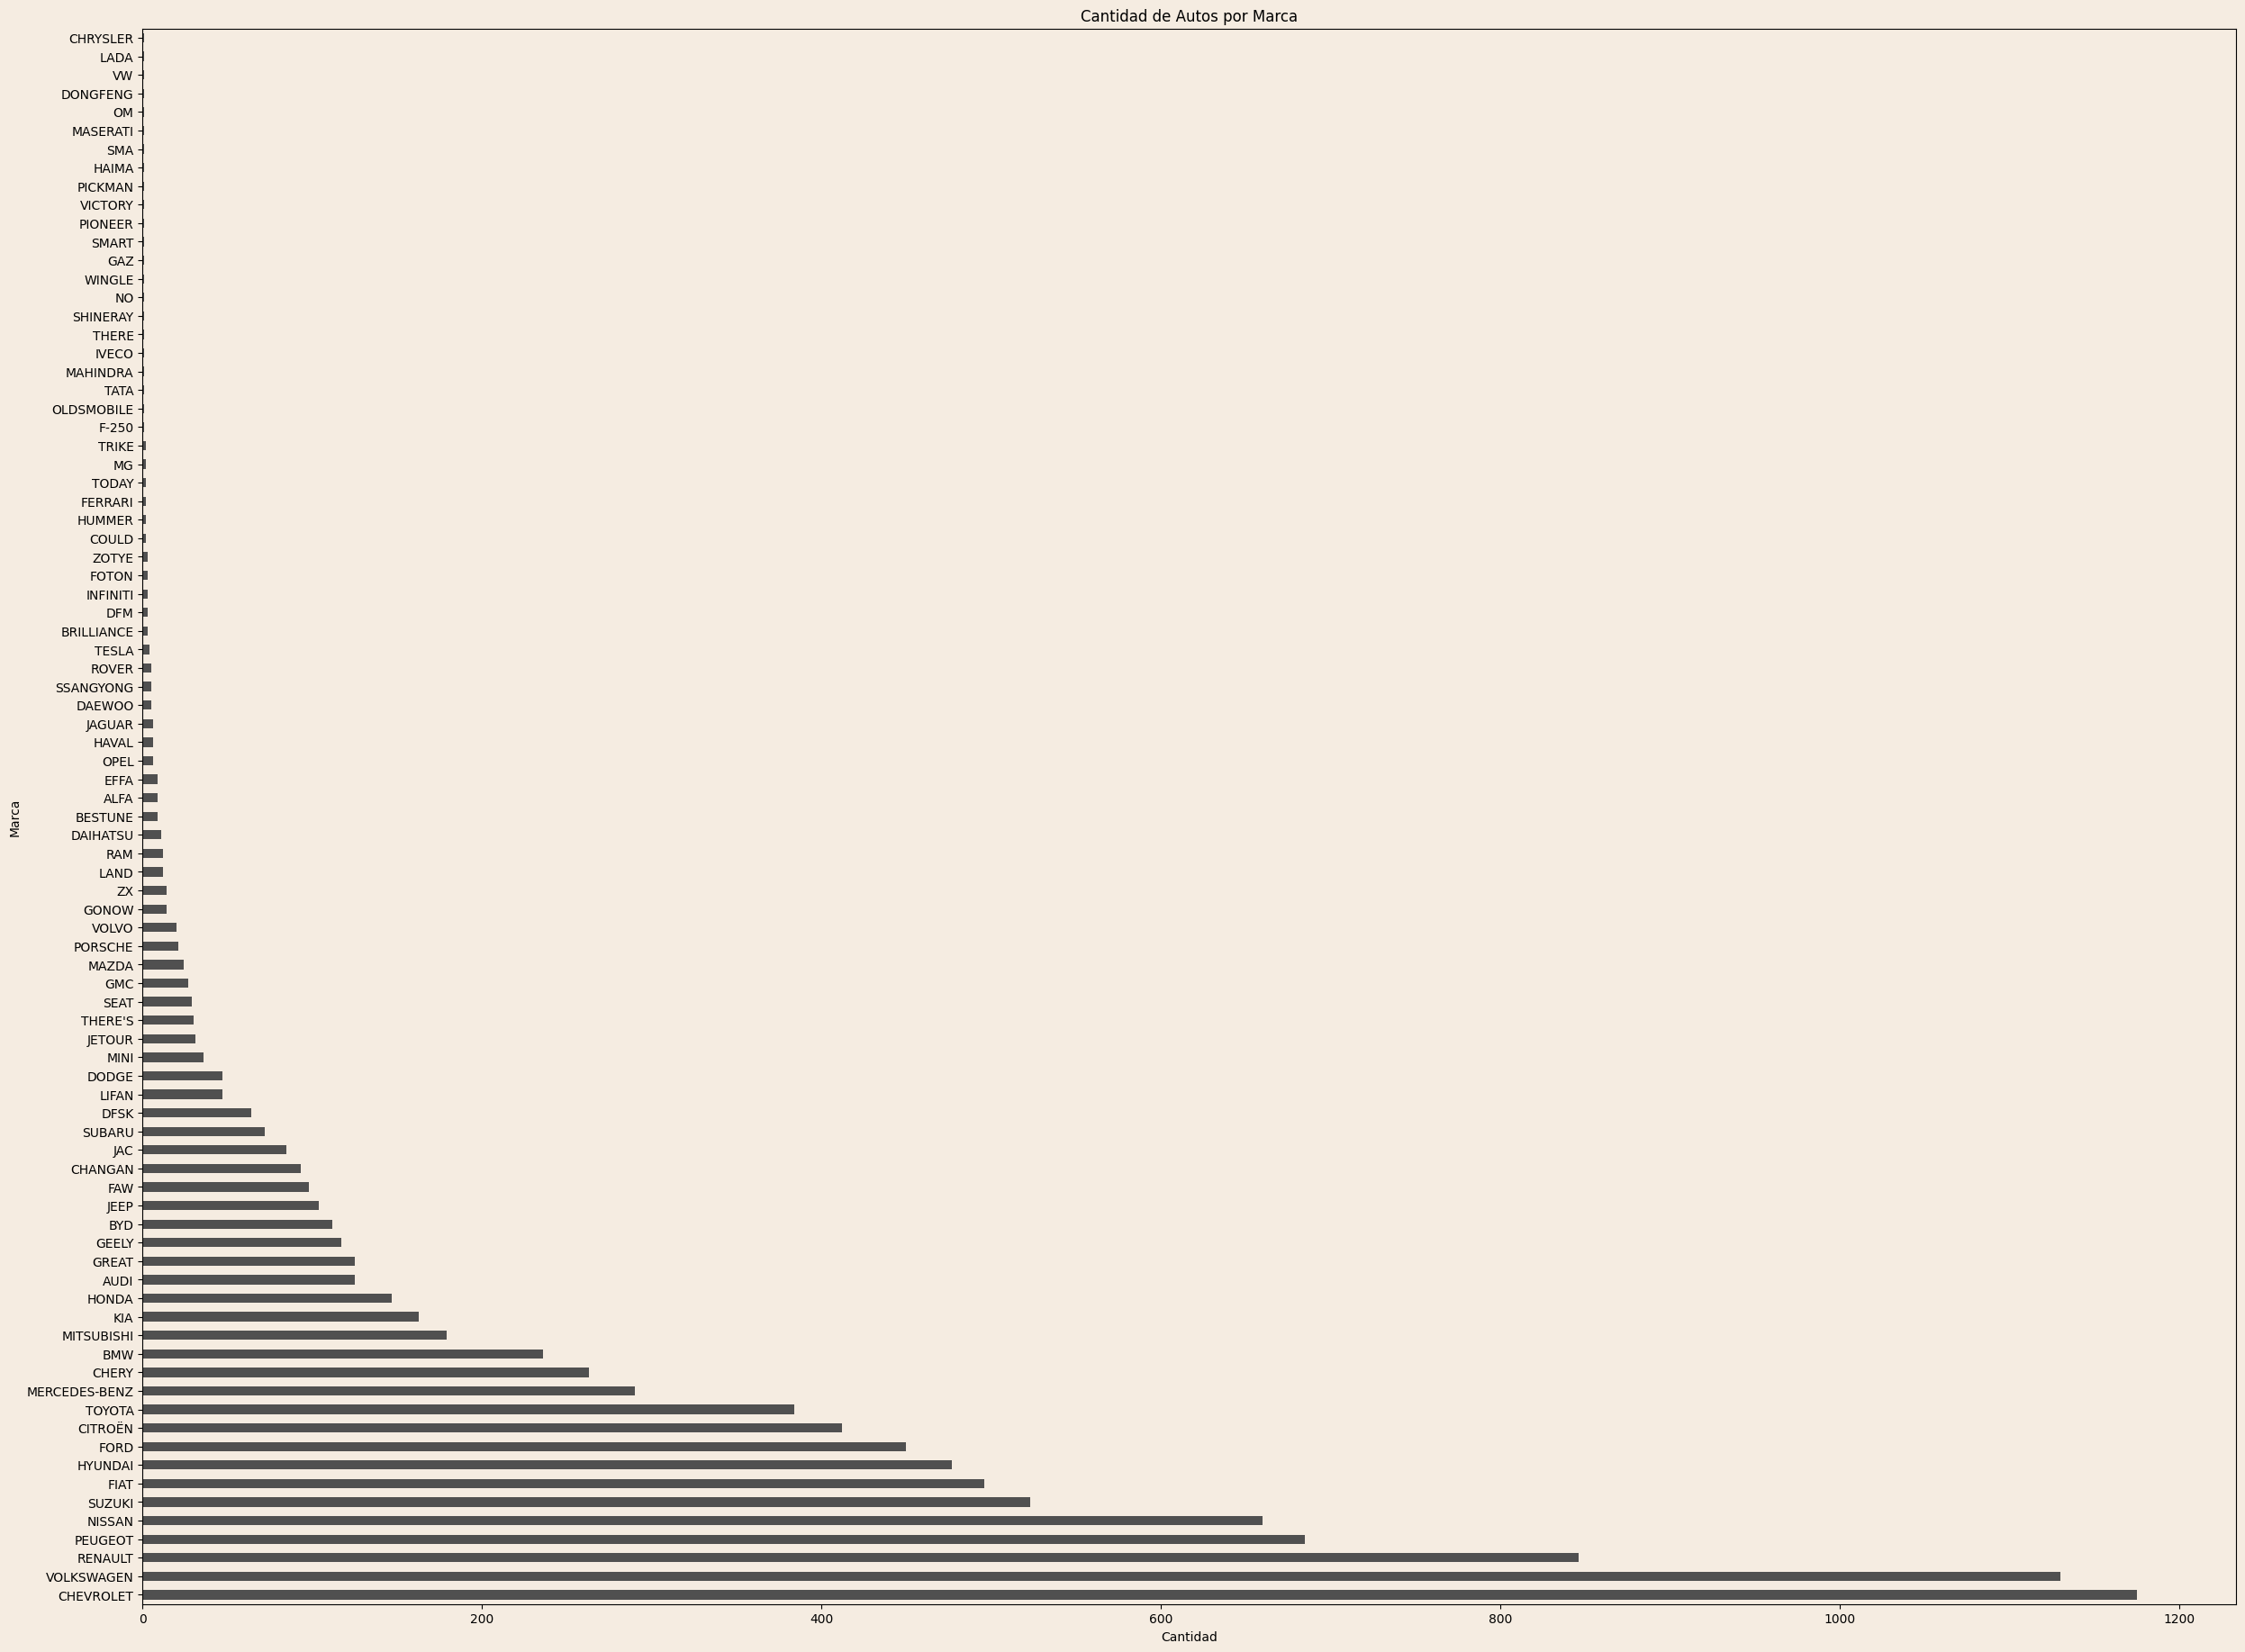 Cantidad de Autos por Marca
CHRYSLER
LADA
VW
DONGFENG
OM
MASERATI
SMA
HAIMA
PICKMAN
VICTORY
PIONEER
SMART
GAZ
WINGLE
NO
SHINERAY
THERE
IVECO
MAHINDRA
TATA
OLDSMOBILE
F-250
TRIKE
MG
TODAY
FERRARI
HUMMER
COULD
ZOTYE
FOTON
INFINITI
DFM
BRILLIANCE
TESLA
ROVER
SSANGYONG
DAEWOO
JAGUAR
HAVAL
OPEL
EFFA
ALFA
BESTUNE
DAIHATSU
RAM
LAND
ZX
GONOW
VOLVO
PORSCHE
MAZDA
GMC
SEAT
THERE'S
JETOUR
MINI
DODGE
LIFAN
DFSK
SUBARU
JAC
CHANGAN
FAW
JEEP
BYD
GEELY
GREAT
AUDI
HONDA
KIA
MITSUBISHI
BMW
CHERY
MERCEDES-BENZ
TOYOTA
CITROËN
FORD
HYUNDAI
FIAT
SUZUKI
NISSAN
PEUGEOT
RENAULT
VOLKSWAGEN
CHEVROLET
Marca
0 200 400 600 800 1000 1200
Cantidad